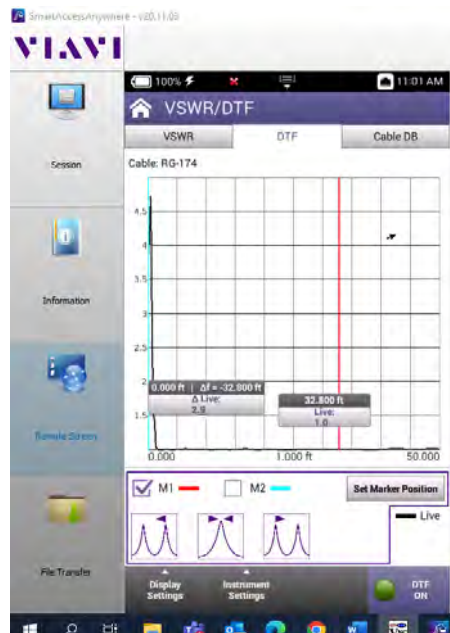 SmartAccessAnywhere - v20.11.03
VIAVI
100%
11:01 AM
VSWR/DTF
VSWR
DTF
Cable DB
Session
Cable: RG-174
4.5
4
3.5
3
2.5
2
1.5
0.000 ft | Δf = -32.800 ft
Δ Live:
2.9
32.800 ft
Live:
1.0
0.000
1.000 ft
50.000
Information
Remote Screen
M1
M2
Set Marker Position
Live
File Transfer
Display
Settings
Instrument
Settings
DTF
ON